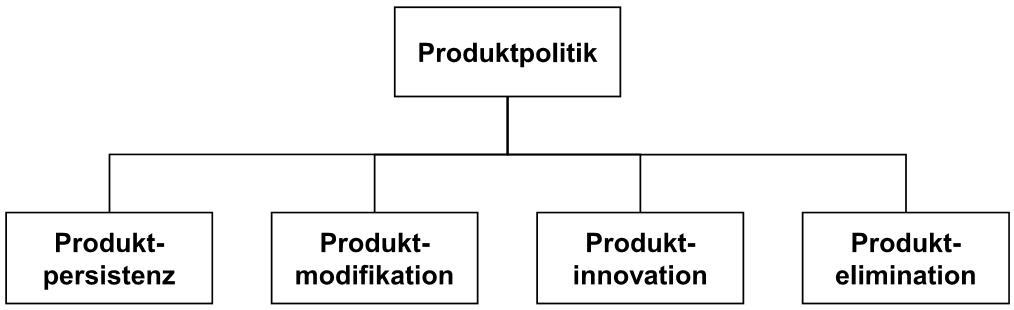 Produktpolitik
Produkt-
persistenz
Produkt-
modifikation
Produkt-
innovation
Produkt-
elimination